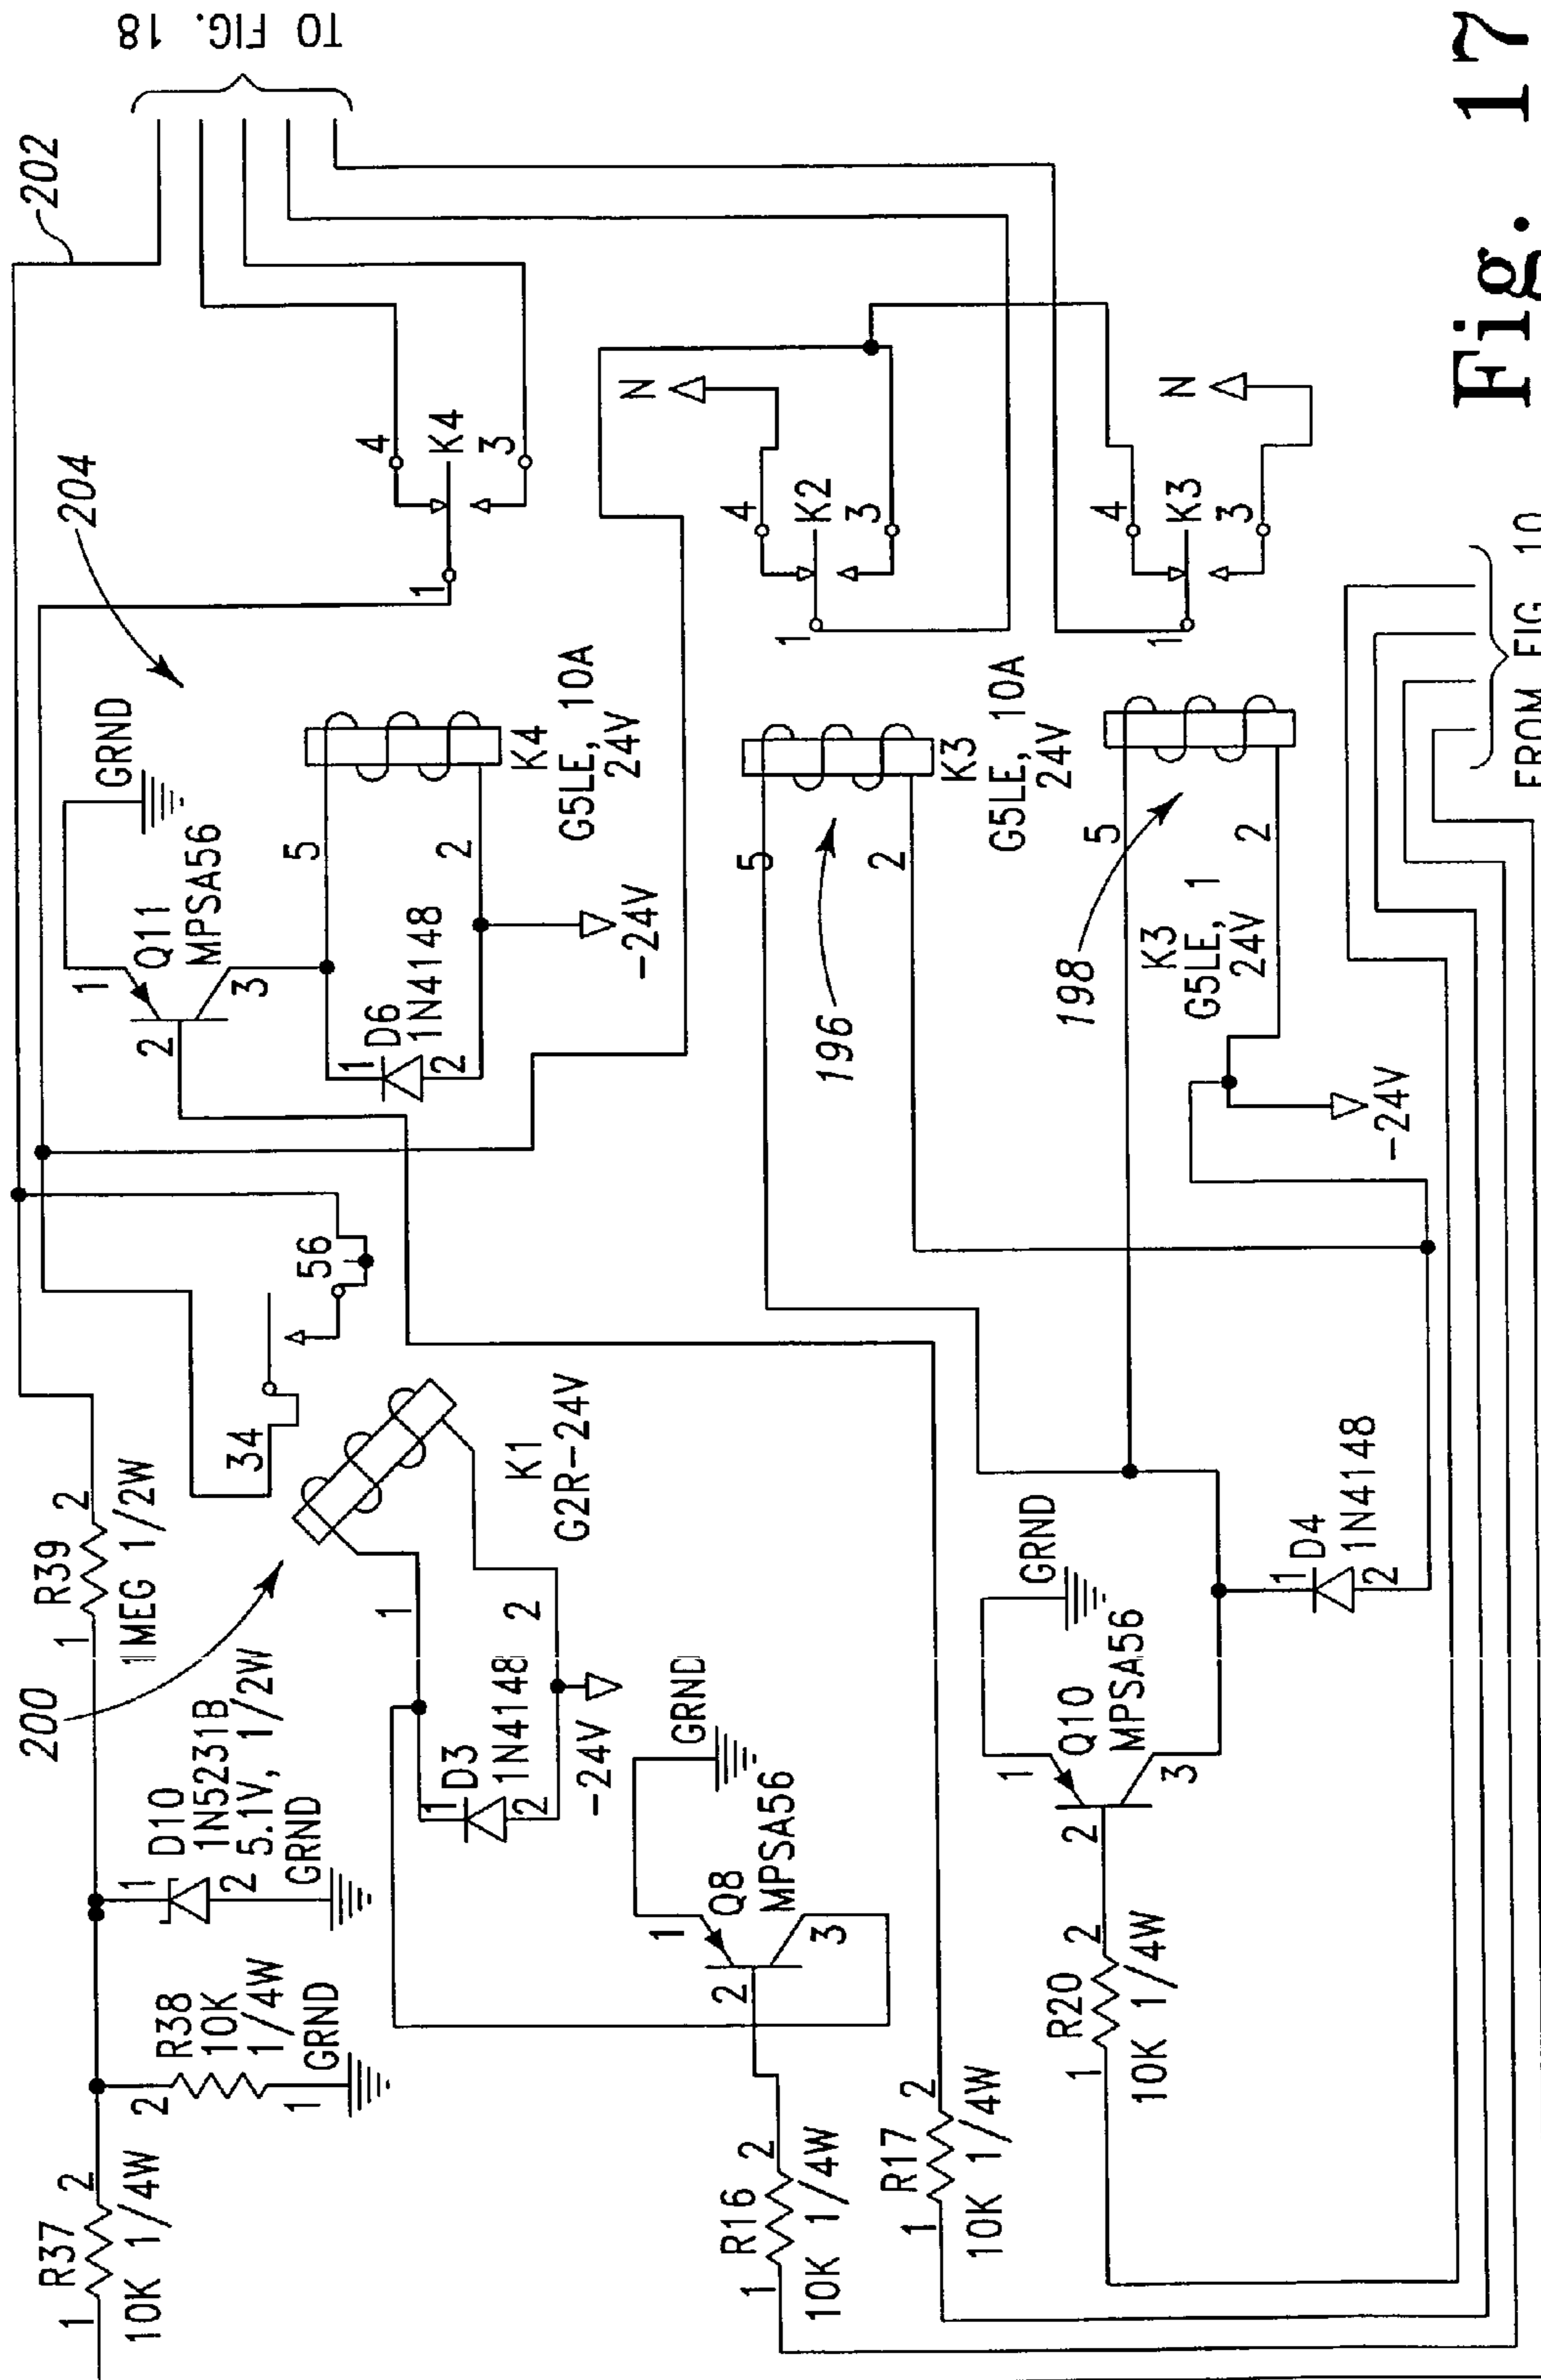 TO FIG. 18
202
204
200
R37
1
2
10K 1/4W
R38
10K
1/4W
GRND
2
1
D10
1N5231B
5.1V, 1/2W
GRND
1
2
R39
1
2
1MEG 1/2W
34
56
K1
G2R-24V
1
2
D3
1N4148
1
2
-24V
Q8
MPSA56
1
2
3
GRND
R16
1
2
10K 1/4W
R17
1
2
10K 1/4W
Q11
MPSA56
1
2
3
GRND
D6
1N4148
1
2
5
2
-24V
K4
G5LE, 10A
24V
1
4
K4
3
N
4
K2
3
1
N
4
K3
3
1
5
2
196
K3
G5LE, 10A
24V
5
2
198
K3
G5LE, 1
24V
-24V
Q10
MPSA56
1
2
3
GRND
D4
1N4148
1
2
R20
1
2
10K 1/4W
FROM FIG. 10
Fig. 17